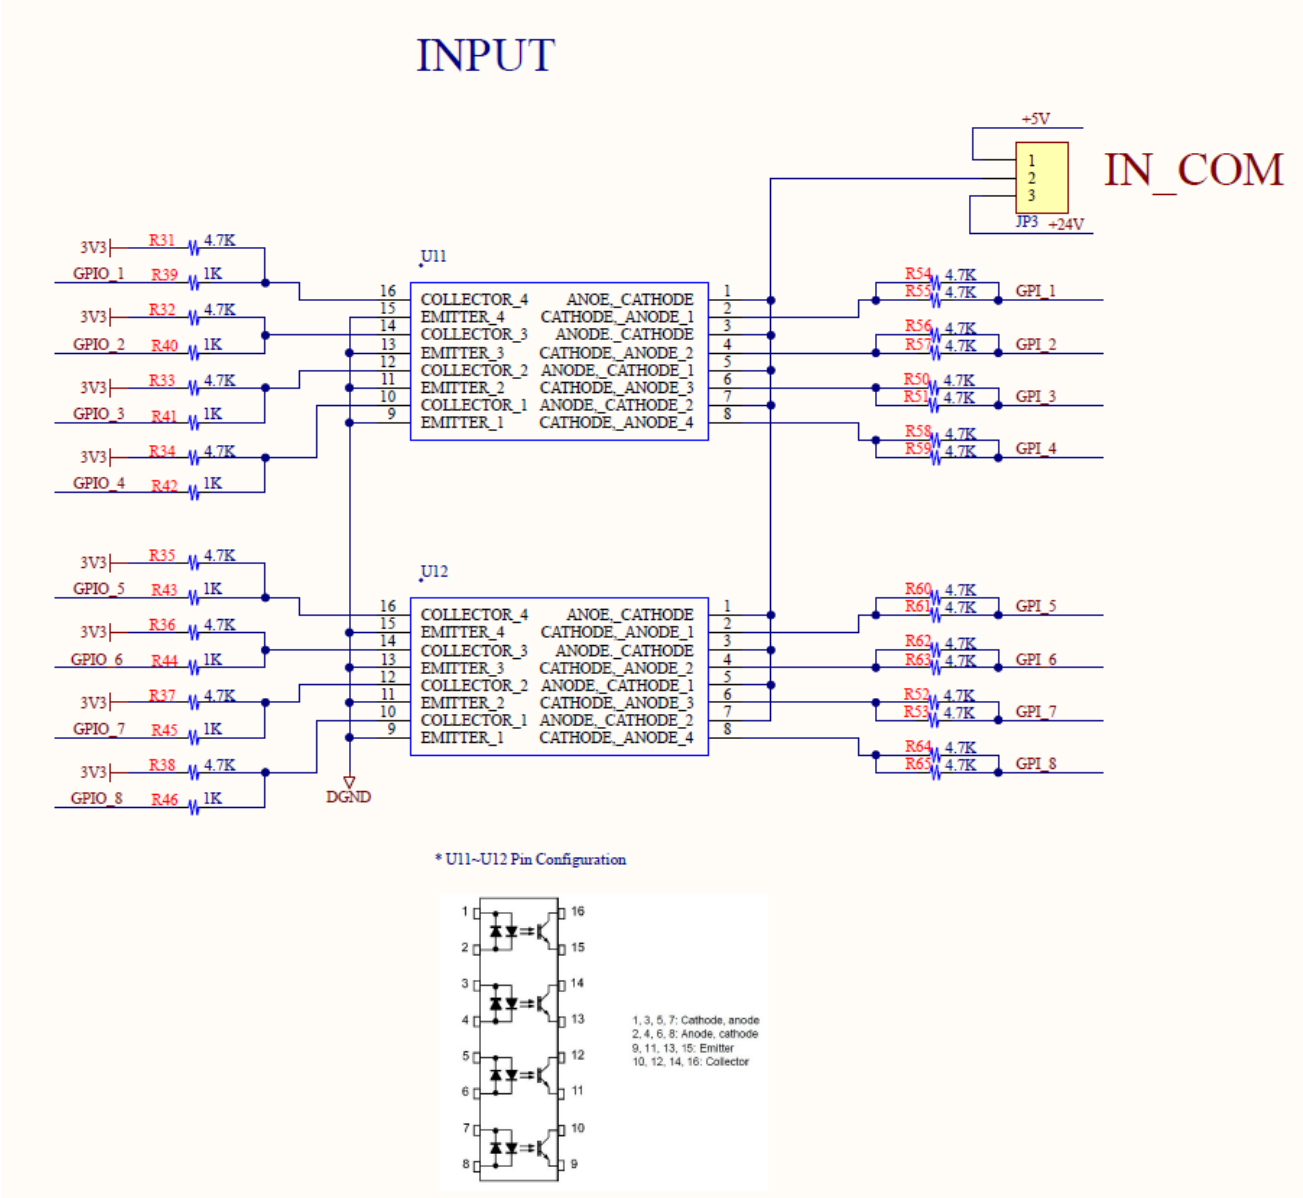 INPUT
+5V
1
2
3
IN_COM
JP3 +24V
3V3 R31 4.7K
GPIO_1 R39 1K
3V3 R32 4.7K
GPIO_2 R40 1K
3V3 R33 4.7K
GPIO_3 R41 1K
3V3 R34 4.7K
GPIO_4 R42 1K
U11
16 COLLECTOR_4 ANOE,_CATHODE 1
15 EMITTER_4 CATHODE,_ANODE_1 2
14 COLLECTOR_3 ANODE._CATHODE 3
13 EMITTER_3 CATHODE,_ANODE_2 4
12 COLLECTOR_2 ANODE,_CATHODE_1 5
11 EMITTER_2 CATHODE,_ANODE_3 6
10 COLLECTOR_1 ANODE,_CATHODE_2 7
9 EMITTER_1 CATHODE,_ANODE_4 8
R54 4.7K
R55 4.7K GPI_1
R56 4.7K
R57 4.7K GPI_2
R50 4.7K
R51 4.7K GPI_3
R58 4.7K
R59 4.7K GPI_4
3V3 R35 4.7K
GPIO_5 R43 1K
3V3 R36 4.7K
GPIO_6 R44 1K
3V3 R37 4.7K
GPIO_7 R45 1K
3V3 R38 4.7K
GPIO_8 R46 1K
U12
16 COLLECTOR_4 ANOE,_CATHODE 1
15 EMITTER_4 CATHODE,_ANODE_1 2
14 COLLECTOR_3 ANODE,_CATHODE 3
13 EMITTER_3 CATHODE,_ANODE_2 4
12 COLLECTOR_2 ANODE,_CATHODE_1 5
11 EMITTER_2 CATHODE,_ANODE_3 6
10 COLLECTOR_1 ANODE,_CATHODE_2 7
9 EMITTER_1 CATHODE,_ANODE_4 8
DGND
R60 4.7K
R61 4.7K GPI_5
R62 4.7K
R63 4.7K GPI_6
R52 4.7K
R53 4.7K GPI_7
R64 4.7K
R65 4.7K GPI_8
* U11~U12 Pin Configuration
1 16
2 15
3 14
4 13
5 12
6 11
7 10
8 9
1, 3, 5, 7: Cathode, anode
2, 4, 6, 8: Anode, cathode
9, 11, 13, 15: Emitter
10, 12, 14, 16: Collector